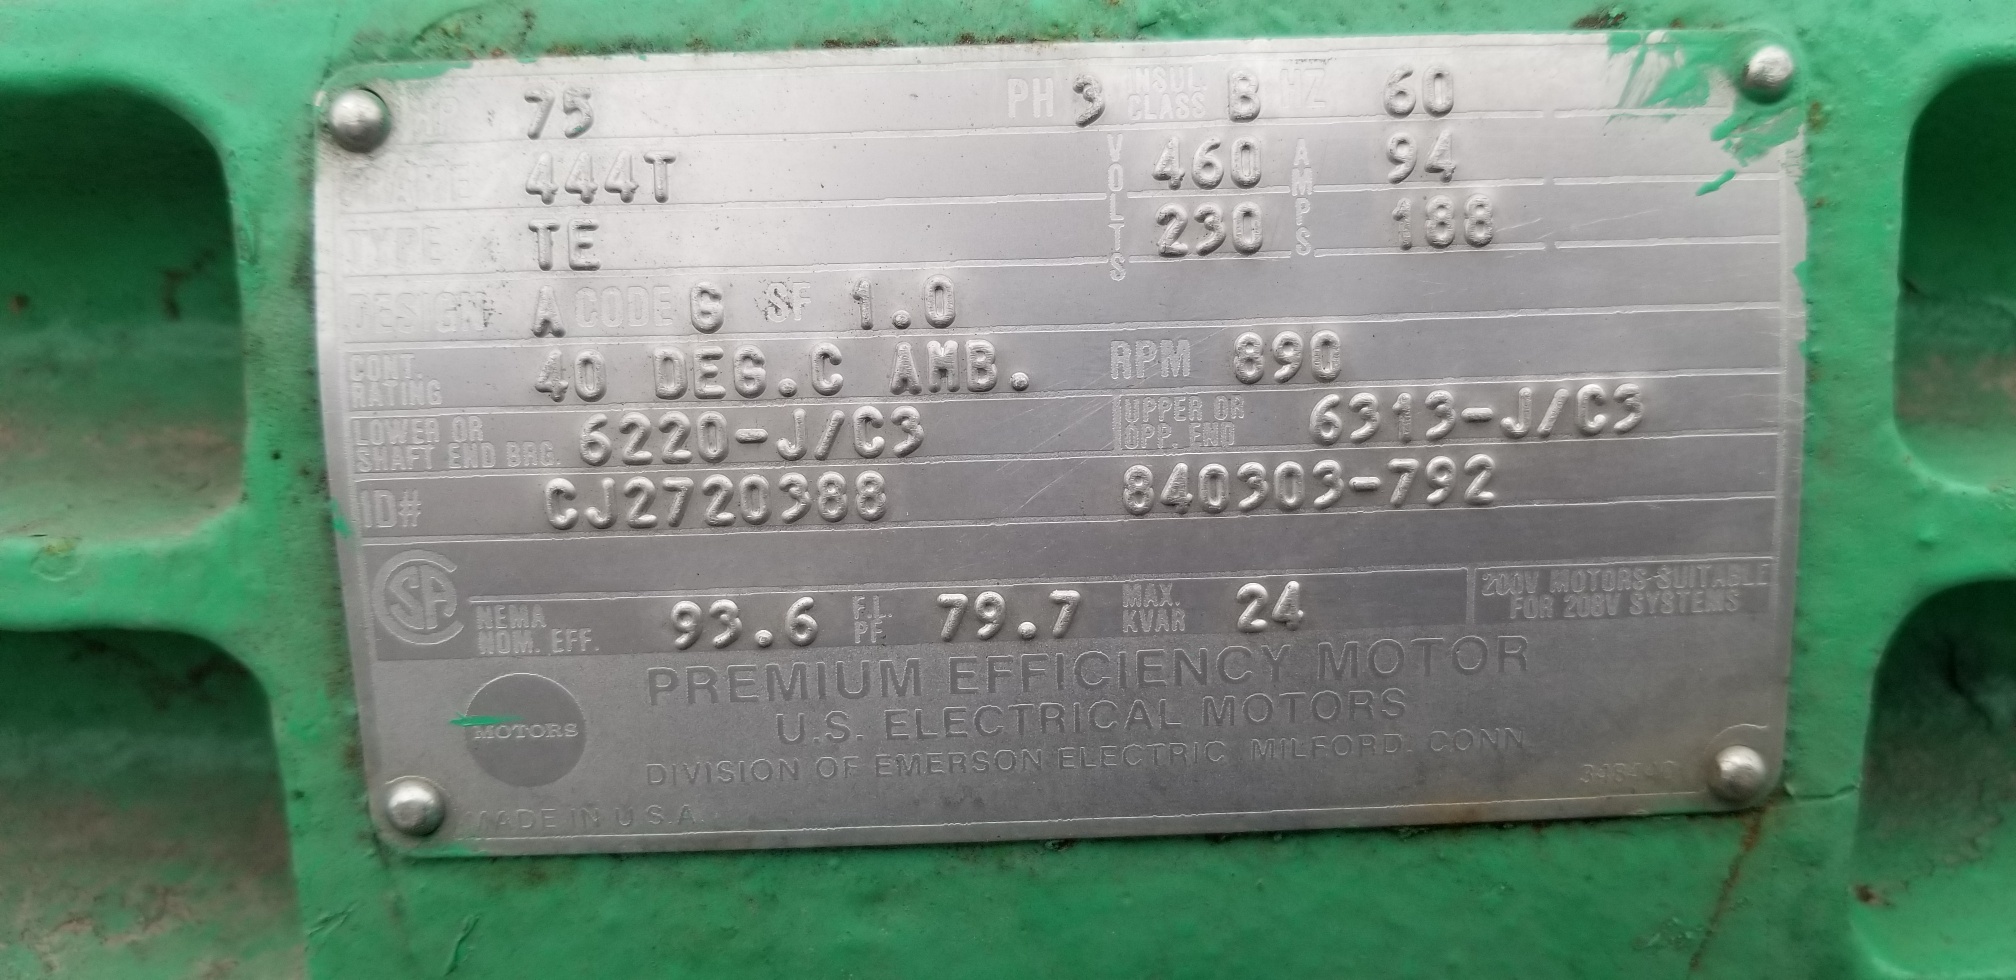 HP 75 PH 3 INSUL. CLASS B HZ 60
FRAME 444T VOLTS 460 AMPS 94
TYPE TE 230 188
DESIGN A CODE G SF 1.0
CONT. RATING 40 DEG.C AMB. RPM 890
LOWER OR SHAFT END BRG. 6220-J/C3 UPPER OR OPP. END 6313-J/C3
ID# CJ2720388 840303-792
CSA NEMA NOM. EFF. 93.6 F.L. PF. 79.7 MAX. KVAR 24 200V MOTORS SUITABLE FOR 208V SYSTEMS
PREMIUM EFFICIENCY MOTOR
MOTORS
U.S. ELECTRICAL MOTORS
DIVISION OF EMERSON ELECTRIC MILFORD. CONN.
MADE IN U.S.A.